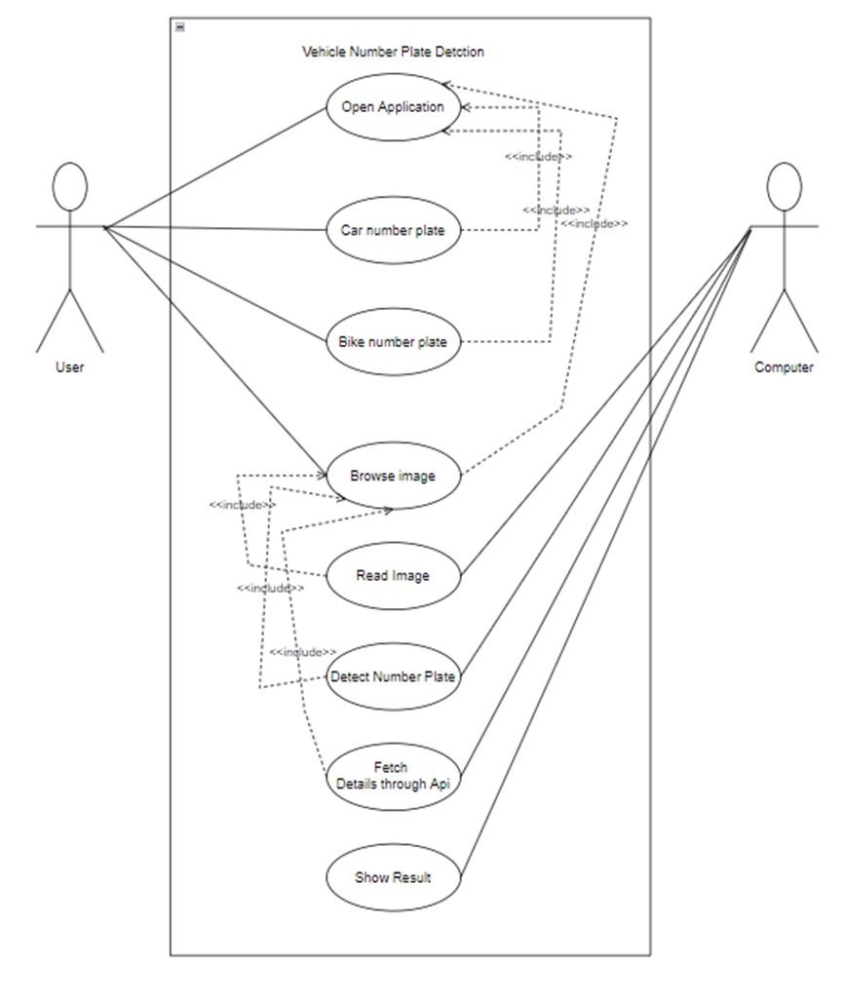 Vehicle Number Plate Detction
Open Application
<<include>>
Car number plate
<<include>>
<<include>>
Bike number plate
User
Computer
Browse image
<<include>>
Read Image
<<include>>
<<include>>
Detect Number Plate
Fetch
Details through Api
Show Result